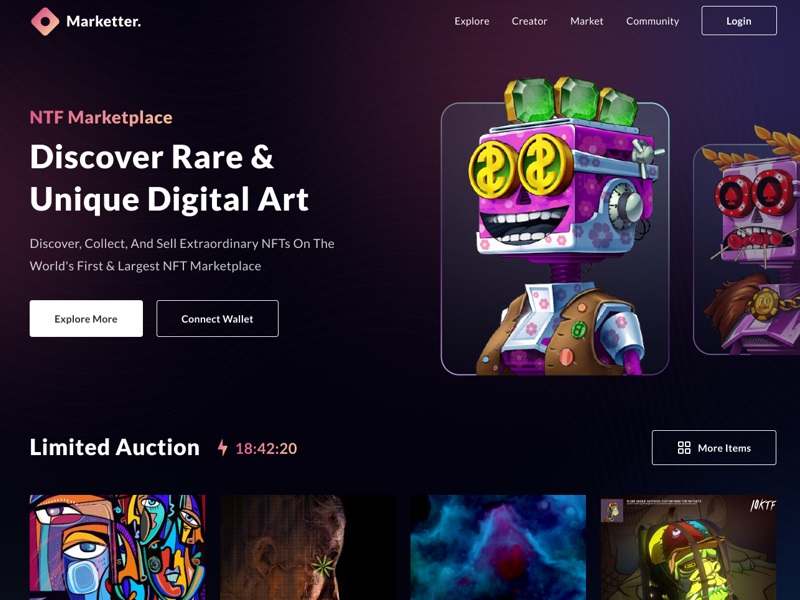 Marketter.
Explore Creator Market Community Login
NTF Marketplace
Discover Rare &
Unique Digital Art
Discover, Collect, And Sell Extraordinary NFTs On The
World's First & Largest NFT Marketplace
Explore More Connect Wallet
Limited Auction 18:42:20 More Items
10KTF